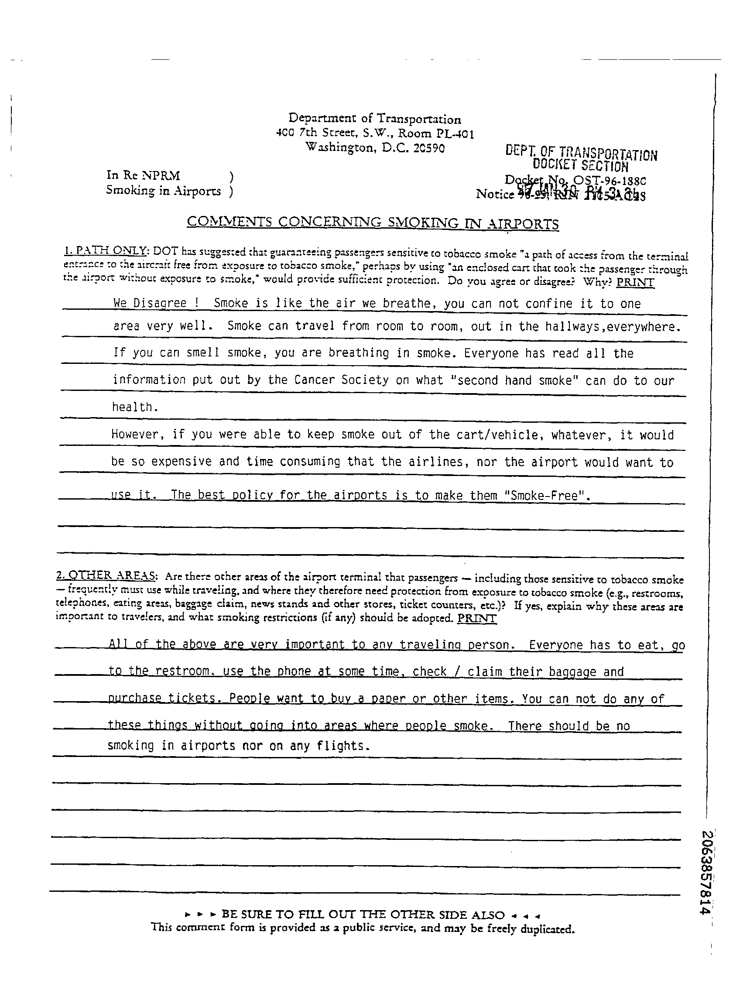 Department of Transportation
400 7th Street, S.W., Room PL-401
Washington, D.C. 20590
DEPT. OF TRANSPORTATION
DOCKET SECTION
In Re NPRM )
Docket No. OST-96-1880
Smoking in Airports )
Notice
COMMENTS CONCERNING SMOKING IN AIRPORTS
1. PATH ONLY: DOT has suggested that guaranteeing passengers sensitive to tobacco smoke "a path of access from the terminal
entrance to the aircraft free from exposure to tobacco smoke," perhaps by using "an enclosed cart that took the passenger through
the airport without exposure to smoke," would provide sufficient protection. Do you agree or disagree? Why? PRINT
We Disagree ! Smoke is like the air we breathe, you can not confine it to one
area very well. Smoke can travel from room to room, out in the hallways,everywhere.
If you can smell smoke, you are breathing in smoke. Everyone has read all the
information put out by the Cancer Society on what "second hand smoke" can do to our
health.
However, if you were able to keep smoke out of the cart/vehicle, whatever, it would
be so expensive and time consuming that the airlines, nor the airport would want to
use it. The best policy for the airports is to make them "Smoke-Free".
2. OTHER AREAS: Are there other areas of the airport terminal that passengers — including those sensitive to tobacco smoke
— frequently must use while traveling, and where they therefore need protection from exposure to tobacco smoke (e.g., restrooms,
telephones, eating areas, baggage claim, news stands and other stores, ticket counters, etc.)? If yes, explain why these areas are
important to travelers, and what smoking restrictions (if any) should be adopted. PRINT
All of the above are very important to any traveling person. Everyone has to eat, go
to the restroom, use the phone at some time, check / claim their baggage and
purchase tickets. People want to buy a paper or other items. You can not do any of
these things without going into areas where people smoke. There should be no
smoking in airports nor on any flights.
2063857814
► ► ► BE SURE TO FILL OUT THE OTHER SIDE ALSO ◄ ◄ ◄
This comment form is provided as a public service, and may be freely duplicated.